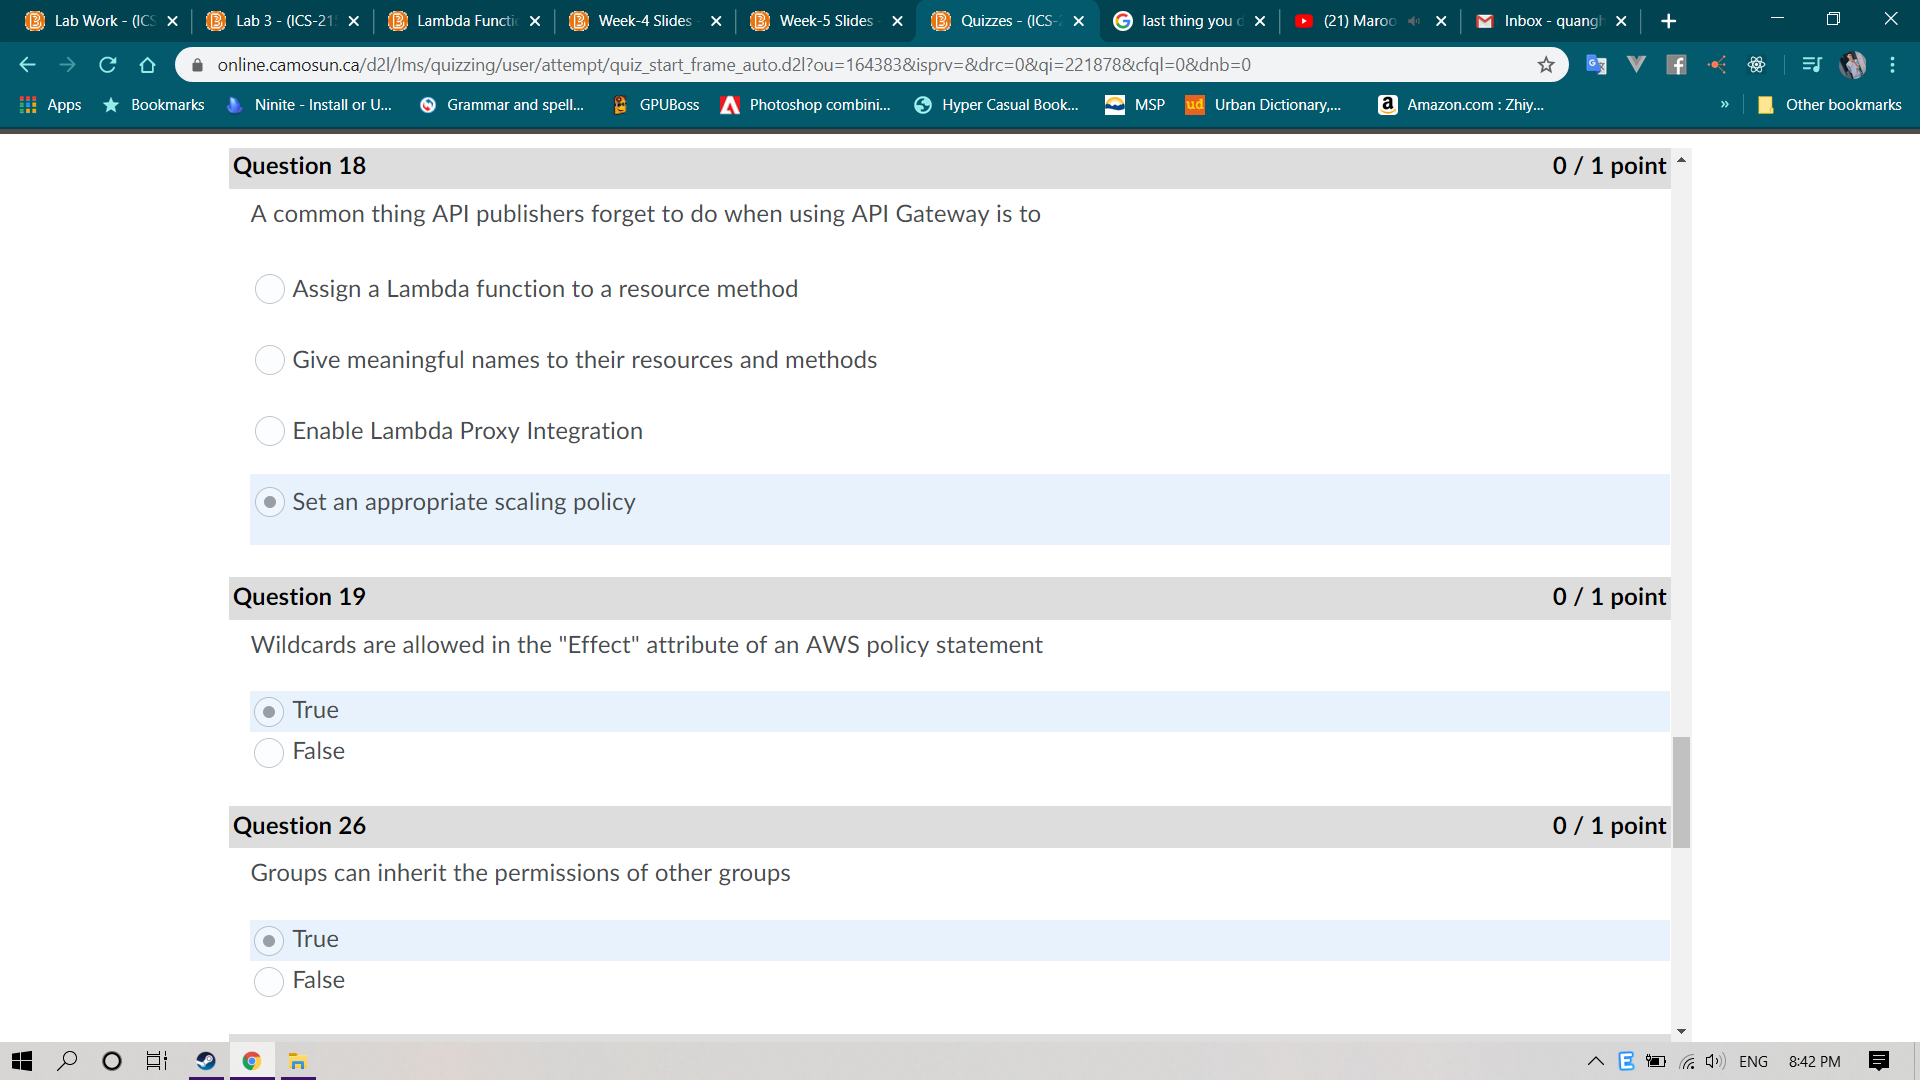 Lab Work - (ICS
Lab 3 - (ICS-21
Lambda Functi
Week-4 Slides
Week-5 Slides
Quizzes - (ICS-
last thing you d
(21) Maroo
Inbox - quangh
online.camosun.ca/d2l/lms/quizzing/user/attempt/quiz_start_frame_auto.d2l?ou=164383&isprv=&drc=0&qi=221878&cfql=0&dnb=0
Apps
Bookmarks
Ninite - Install or U...
Grammar and spell...
GPUBoss
Photoshop combini...
Hyper Casual Book...
MSP
ud Urban Dictionary,...
a Amazon.com : Zhiy...
»
Other bookmarks
Question 18 0 / 1 point
A common thing API publishers forget to do when using API Gateway is to
Assign a Lambda function to a resource method
Give meaningful names to their resources and methods
Enable Lambda Proxy Integration
Set an appropriate scaling policy
Question 19 0 / 1 point
Wildcards are allowed in the "Effect" attribute of an AWS policy statement
True
False
Question 26 0 / 1 point
Groups can inherit the permissions of other groups
True
False
ENG 8:42 PM